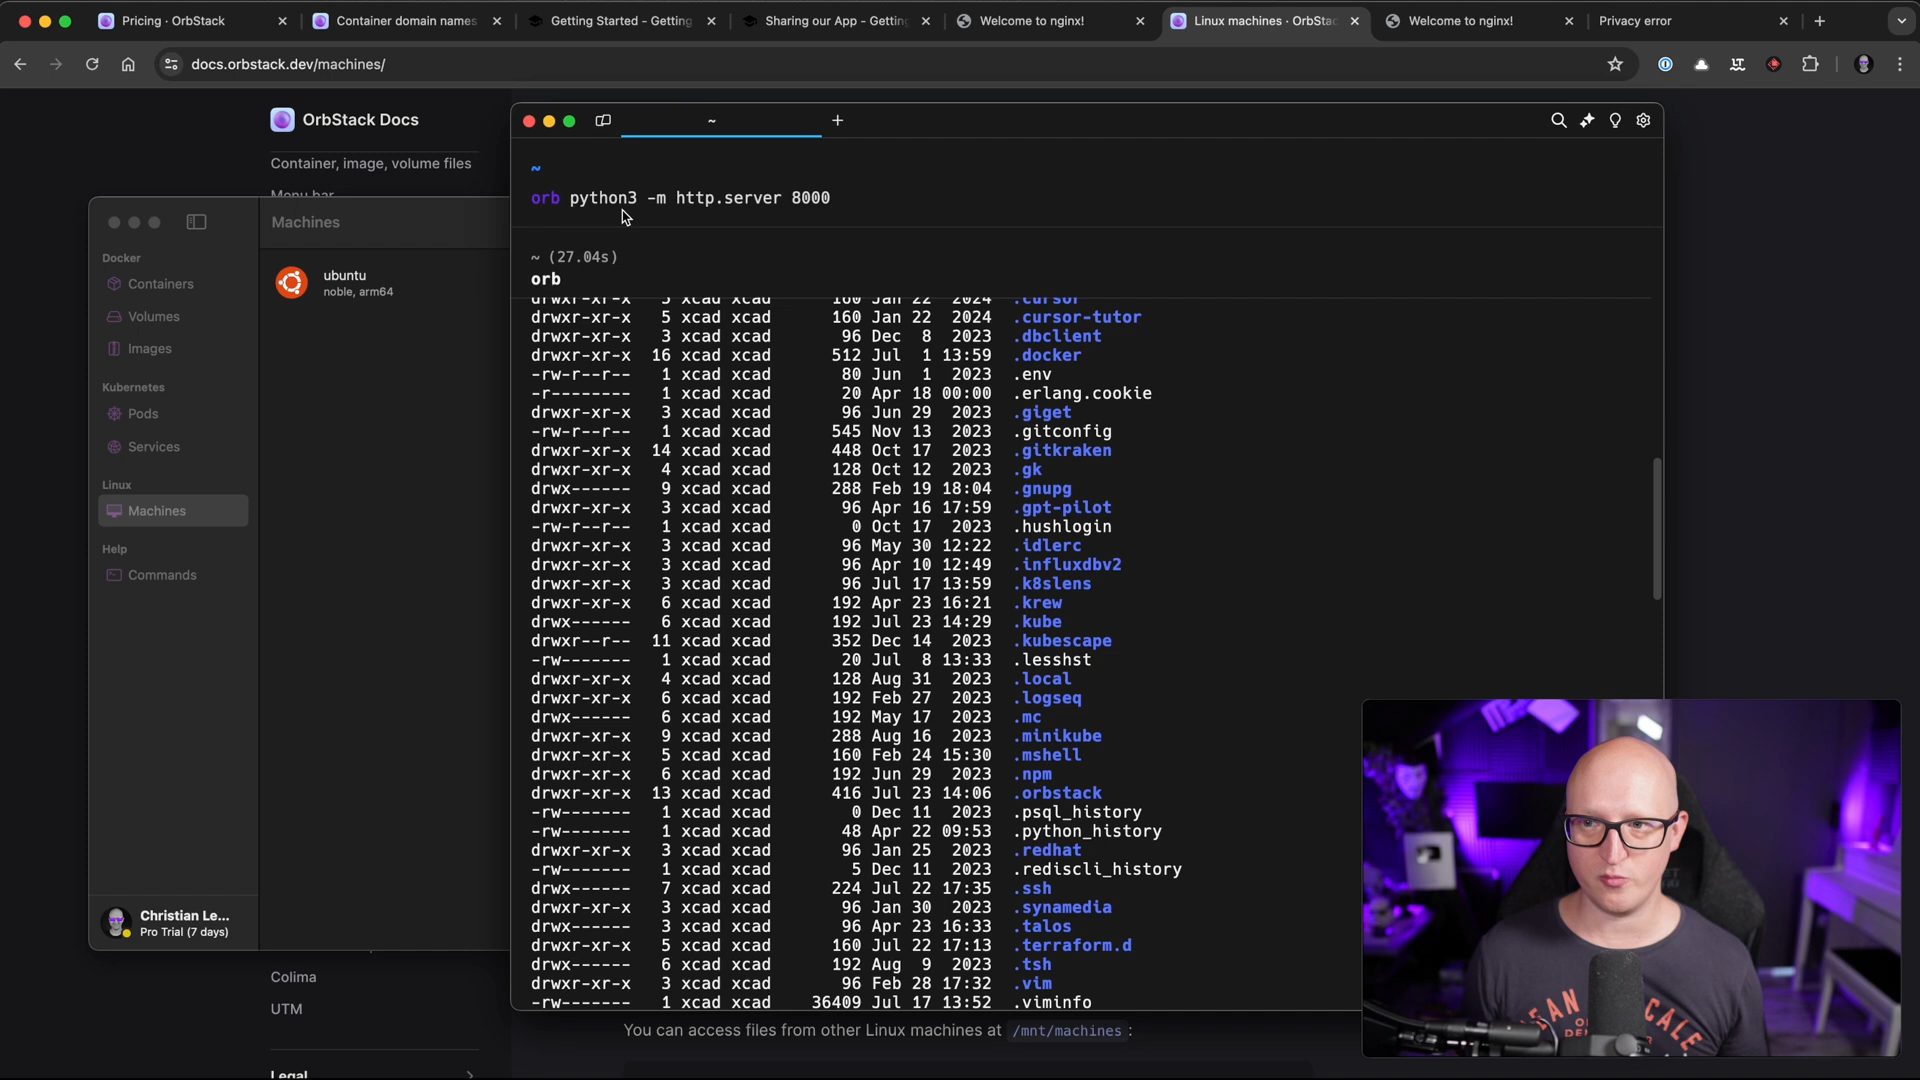 Pricing · OrbStack
Container domain names
Getting Started - Getting
Sharing our App - Getting
Welcome to nginx!
Linux machines · OrbStac
Welcome to nginx!
Privacy error
docs.orbstack.dev/machines/
OrbStack Docs
Container, image, volume files
Menu bar
Colima
UTM
Legal
Machines
Docker
Containers
Volumes
Images
Kubernetes
Pods
Services
Linux
Machines
Help
Commands
ubuntu
noble, arm64
Christian Le...
Pro Trial (7 days)
~
~
orb python3 -m http.server 8000
~ (27.04s)
orb
drwxr-xr-x 5 xcad xcad 160 Jan 22 2024 .cursor
drwxr-xr-x 5 xcad xcad 160 Jan 22 2024 .cursor-tutor
drwxr-xr-x 3 xcad xcad 96 Dec 8 2023 .dbclient
drwxr-xr-x 16 xcad xcad 512 Jul 1 13:59 .docker
-rw-r--r-- 1 xcad xcad 80 Jun 1 2023 .env
-r-------- 1 xcad xcad 20 Apr 18 00:00 .erlang.cookie
drwxr-xr-x 3 xcad xcad 96 Jun 29 2023 .giget
-rw-r--r-- 1 xcad xcad 545 Nov 13 2023 .gitconfig
drwxr-xr-x 14 xcad xcad 448 Oct 17 2023 .gitkraken
drwxr-xr-x 4 xcad xcad 128 Oct 12 2023 .gk
drwx------ 9 xcad xcad 288 Feb 19 18:04 .gnupg
drwxr-xr-x 3 xcad xcad 96 Apr 16 17:59 .gpt-pilot
-rw-r--r-- 1 xcad xcad 0 Oct 17 2023 .hushlogin
drwxr-xr-x 3 xcad xcad 96 May 30 12:22 .idlerc
drwxr-xr-x 3 xcad xcad 96 Apr 10 12:49 .influxdbv2
drwxr-xr-x 3 xcad xcad 96 Jul 17 13:59 .k8slens
drwxr-xr-x 6 xcad xcad 192 Apr 23 16:21 .krew
drwx------ 6 xcad xcad 192 Jul 23 14:29 .kube
drwxr--r-- 11 xcad xcad 352 Dec 14 2023 .kubescape
-rw------- 1 xcad xcad 20 Jul 8 13:33 .lesshst
drwxr-xr-x 4 xcad xcad 128 Aug 31 2023 .local
drwxr-xr-x 6 xcad xcad 192 Feb 27 2023 .logseq
drwx------ 6 xcad xcad 192 May 17 2023 .mc
drwxr-xr-x 9 xcad xcad 288 Aug 16 2023 .minikube
drwxr-xr-x 5 xcad xcad 160 Feb 24 15:30 .mshell
drwxr-xr-x 6 xcad xcad 192 Jun 29 2023 .npm
drwxr-xr-x 13 xcad xcad 416 Jul 23 14:06 .orbstack
-rw------- 1 xcad xcad 0 Dec 11 2023 .psql_history
-rw------- 1 xcad xcad 48 Apr 22 09:53 .python_history
drwxr-xr-x 3 xcad xcad 96 Jan 25 2023 .redhat
-rw------- 1 xcad xcad 5 Dec 11 2023 .rediscli_history
drwx------ 7 xcad xcad 224 Jul 22 17:35 .ssh
drwxr-xr-x 3 xcad xcad 96 Jan 30 2023 .synamedia
drwx------ 3 xcad xcad 96 Apr 23 16:33 .talos
drwxr-xr-x 5 xcad xcad 160 Jul 22 17:13 .terraform.d
drwx------ 6 xcad xcad 192 Aug 9 2023 .tsh
drwxr-xr-x 3 xcad xcad 96 Feb 28 17:32 .vim
-rw------- 1 xcad xcad 36409 Jul 17 13:52 .viminfo
You can access files from other Linux machines at /mnt/machines :